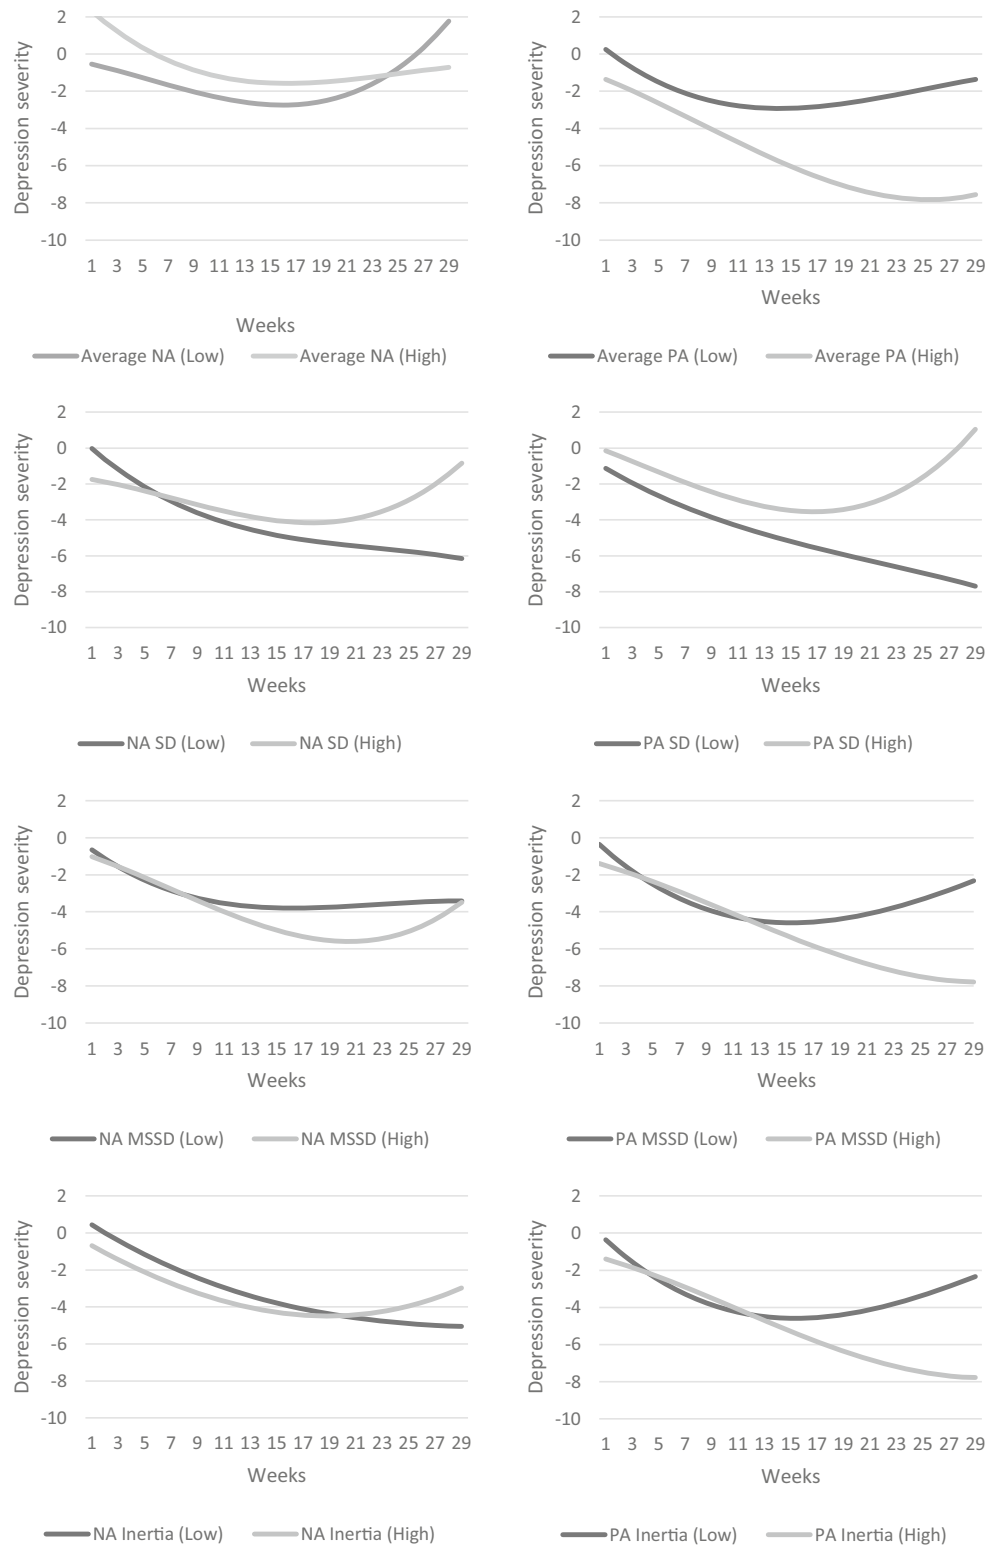 Depression severity
2
0
-2
-4
-6
-8
-10
1 3 5 7 9 11 13 15 17 19 21 23 25 27 29
Weeks
Average NA (Low) Average NA (High)
Depression severity
2
0
-2
-4
-6
-8
-10
1 3 5 7 9 11 13 15 17 19 21 23 25 27 29
Weeks
Average PA (Low) Average PA (High)
Depression severity
2
0
-2
-4
-6
-8
-10
1 3 5 7 9 11 13 15 17 19 21 23 25 27 29
Weeks
NA SD (Low) NA SD (High)
Depression severity
2
0
-2
-4
-6
-8
-10
1 3 5 7 9 11 13 15 17 19 21 23 25 27 29
Weeks
PA SD (Low) PA SD (High)
Depression severity
2
0
-2
-4
-6
-8
-10
1 3 5 7 9 11 13 15 17 19 21 23 25 27 29
Weeks
NA MSSD (Low) NA MSSD (High)
Depression severity
2
0
-2
-4
-6
-8
-10
1 3 5 7 9 11 13 15 17 19 21 23 25 27 29
Weeks
PA MSSD (Low) PA MSSD (High)
Depression severity
2
0
-2
-4
-6
-8
-10
1 3 5 7 9 11 13 15 17 19 21 23 25 27 29
Weeks
NA Inertia (Low) NA Inertia (High)
Depression severity
2
0
-2
-4
-6
-8
-10
1 3 5 7 9 11 13 15 17 19 21 23 25 27 29
Weeks
PA Inertia (Low) PA Inertia (High)